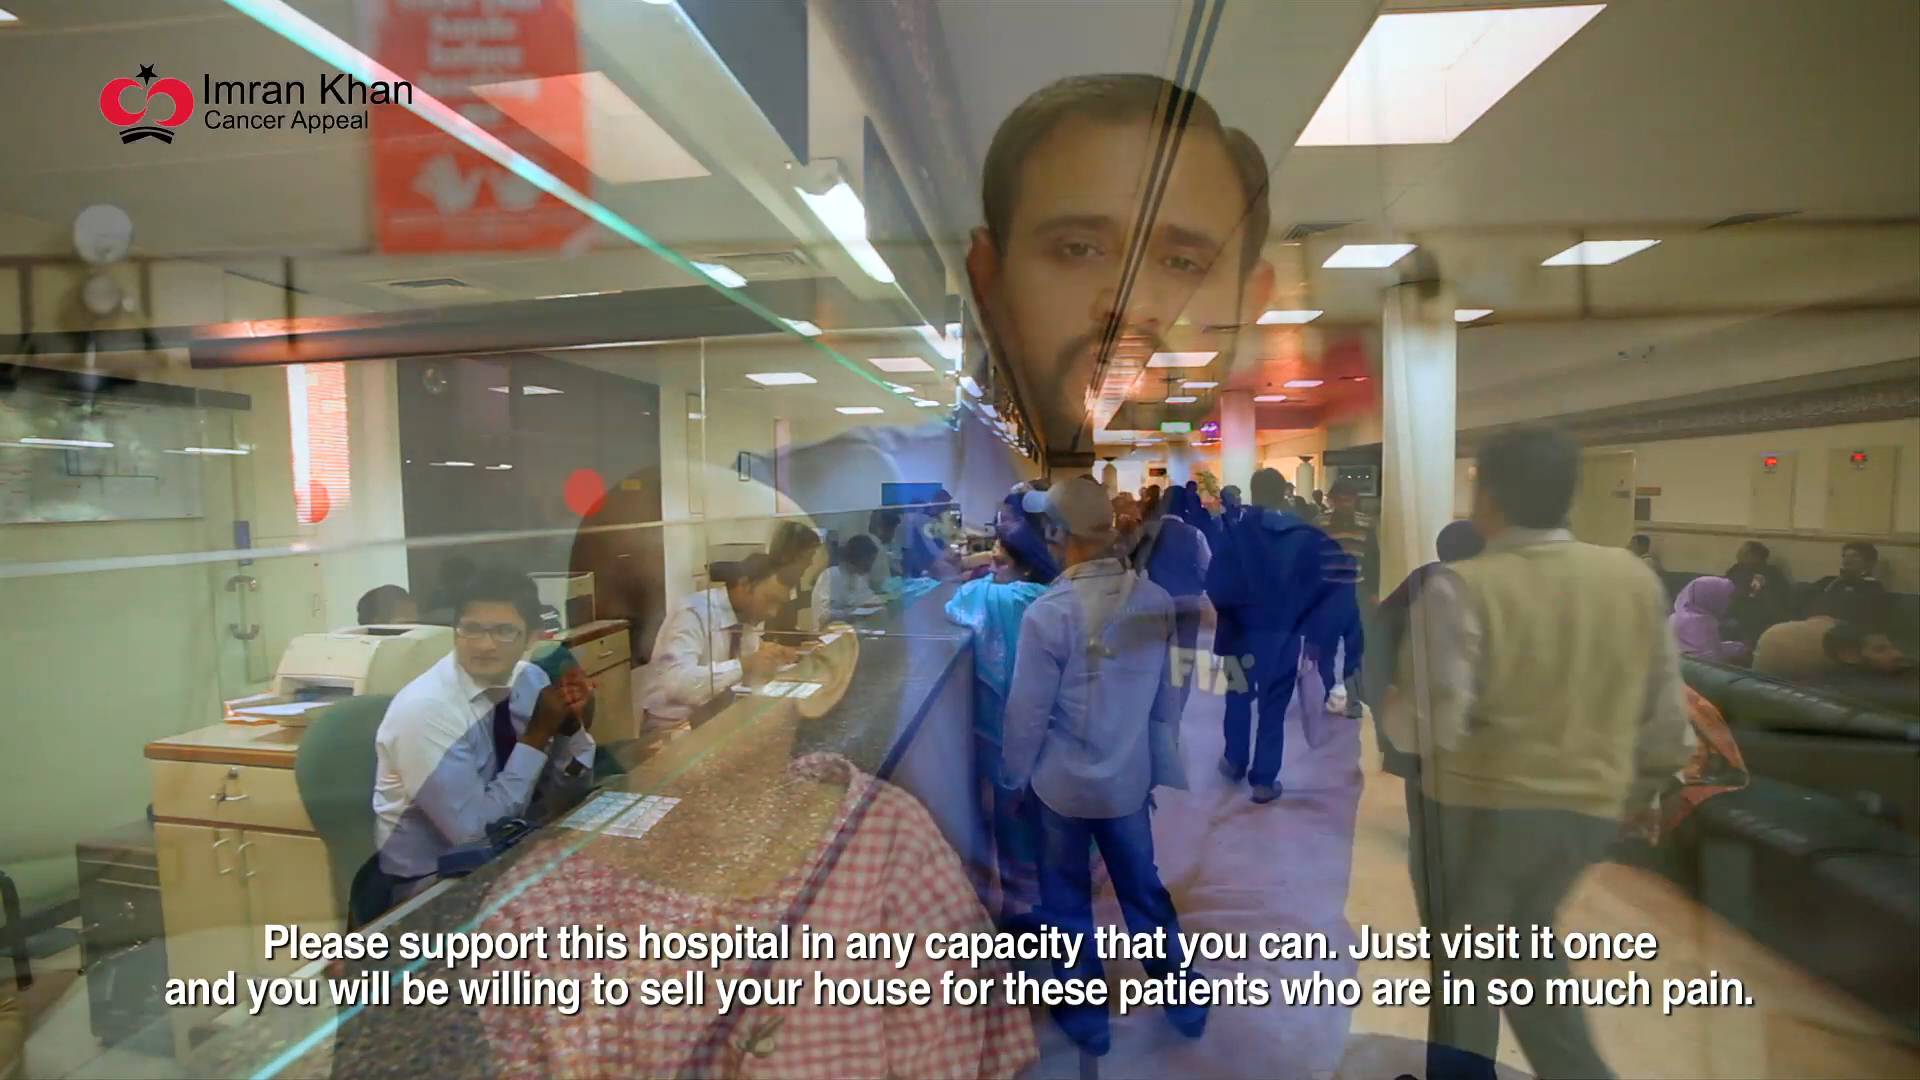 Imran Khan
Cancer Appeal
Please support this hospital in any capacity that you can. Just visit it once
and you will be willing to sell your house for these patients who are in so much pain.